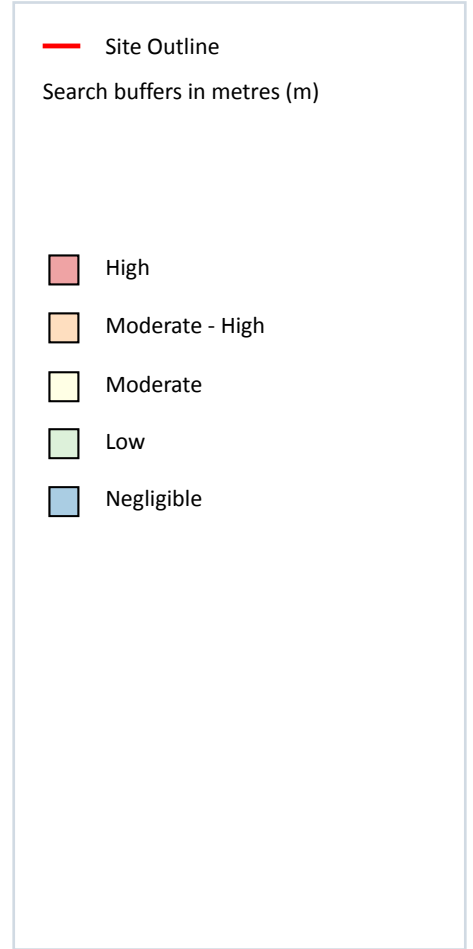 Site Outline
Search buffers in metres (m)
High
Moderate - High
Moderate
Low
Negligible